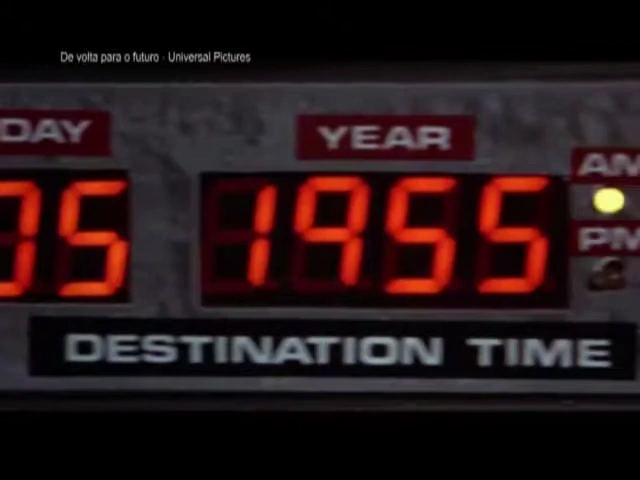 De volta para o futuro - Universal Pictures
DAY YEAR AM
05 1955
PM
DESTINATION TIME